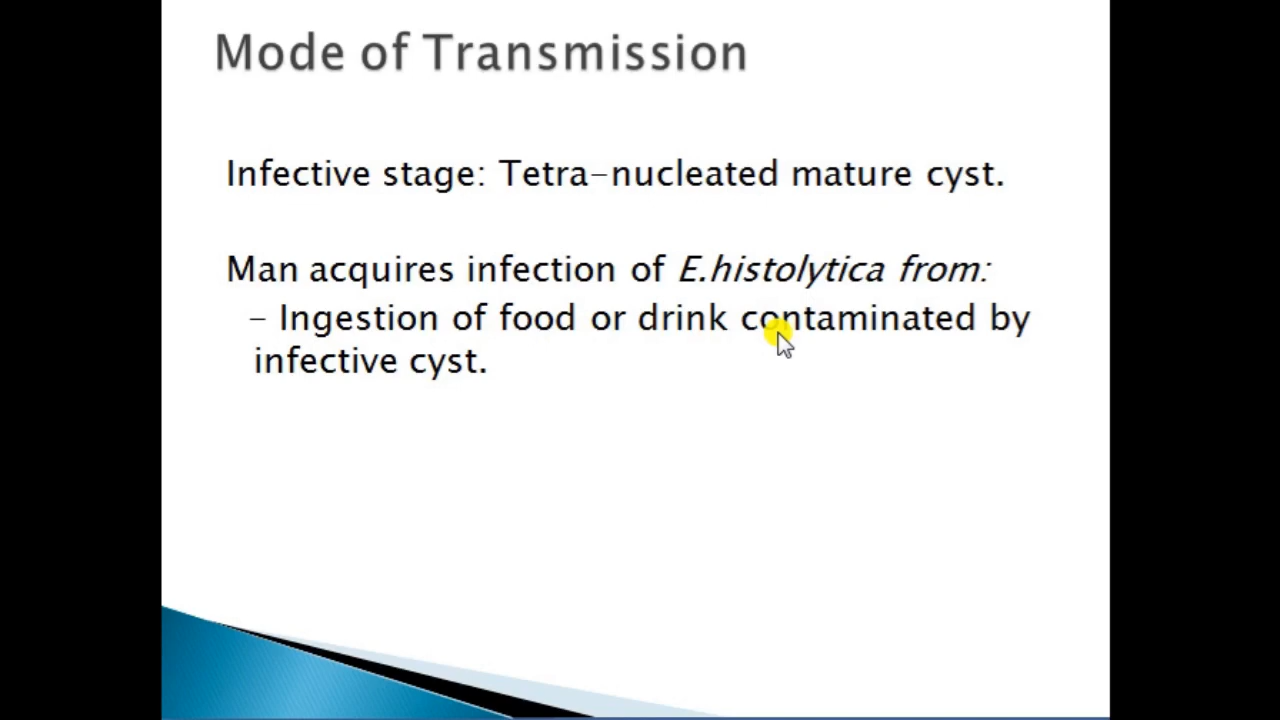 Mode of Transmission
Infective stage: Tetra-nucleated mature cyst.
Man acquires infection of E.histolytica from:
- Ingestion of food or drink contaminated by
infective cyst.